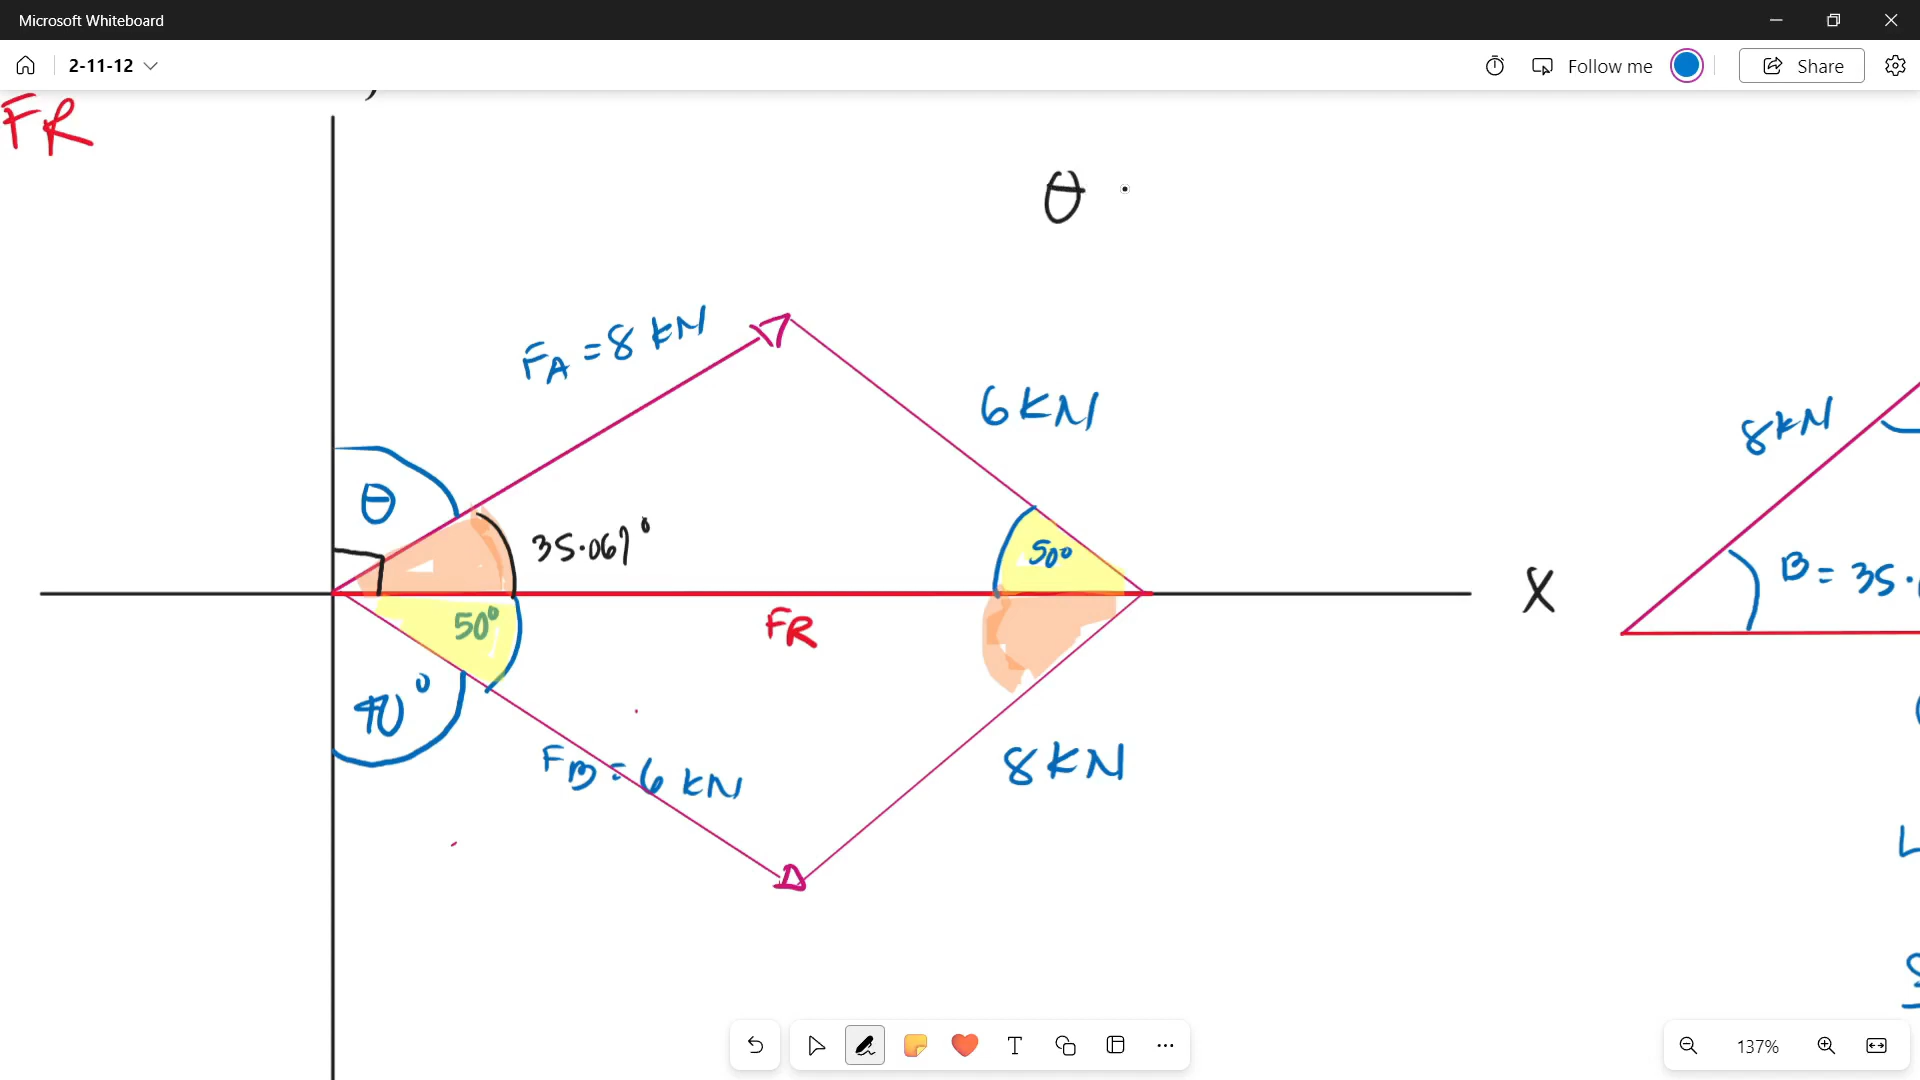 Microsoft Whiteboard
2-11-12
Follow me
Share
FR
θ
FA = 8 KN
6 KN
8KN
θ
35.067°
50°
B = 35.
X
50°
FR
40°
FB = 6 KN
8 KN
137%